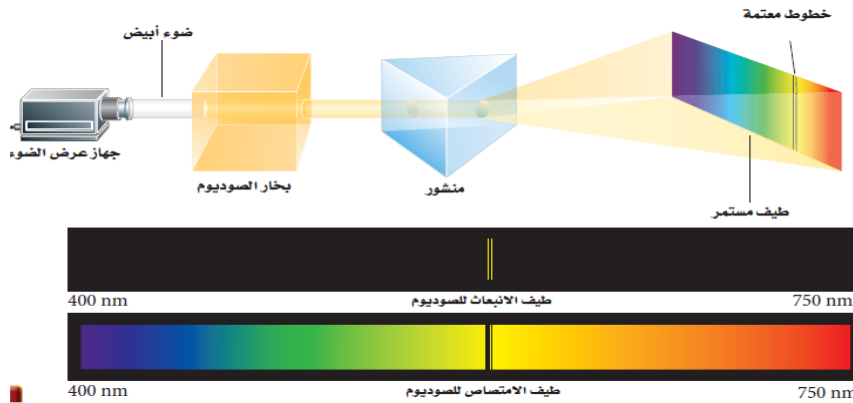 خطوط معتمة
ضوء أبيض
جهاز عرض الضوء
بخار الصوديوم
منشور
طيف مستمر
400 nm
طيف الانبعاث للصوديوم
750 nm
400 nm
طيف الامتصاص للصوديوم
750 nm